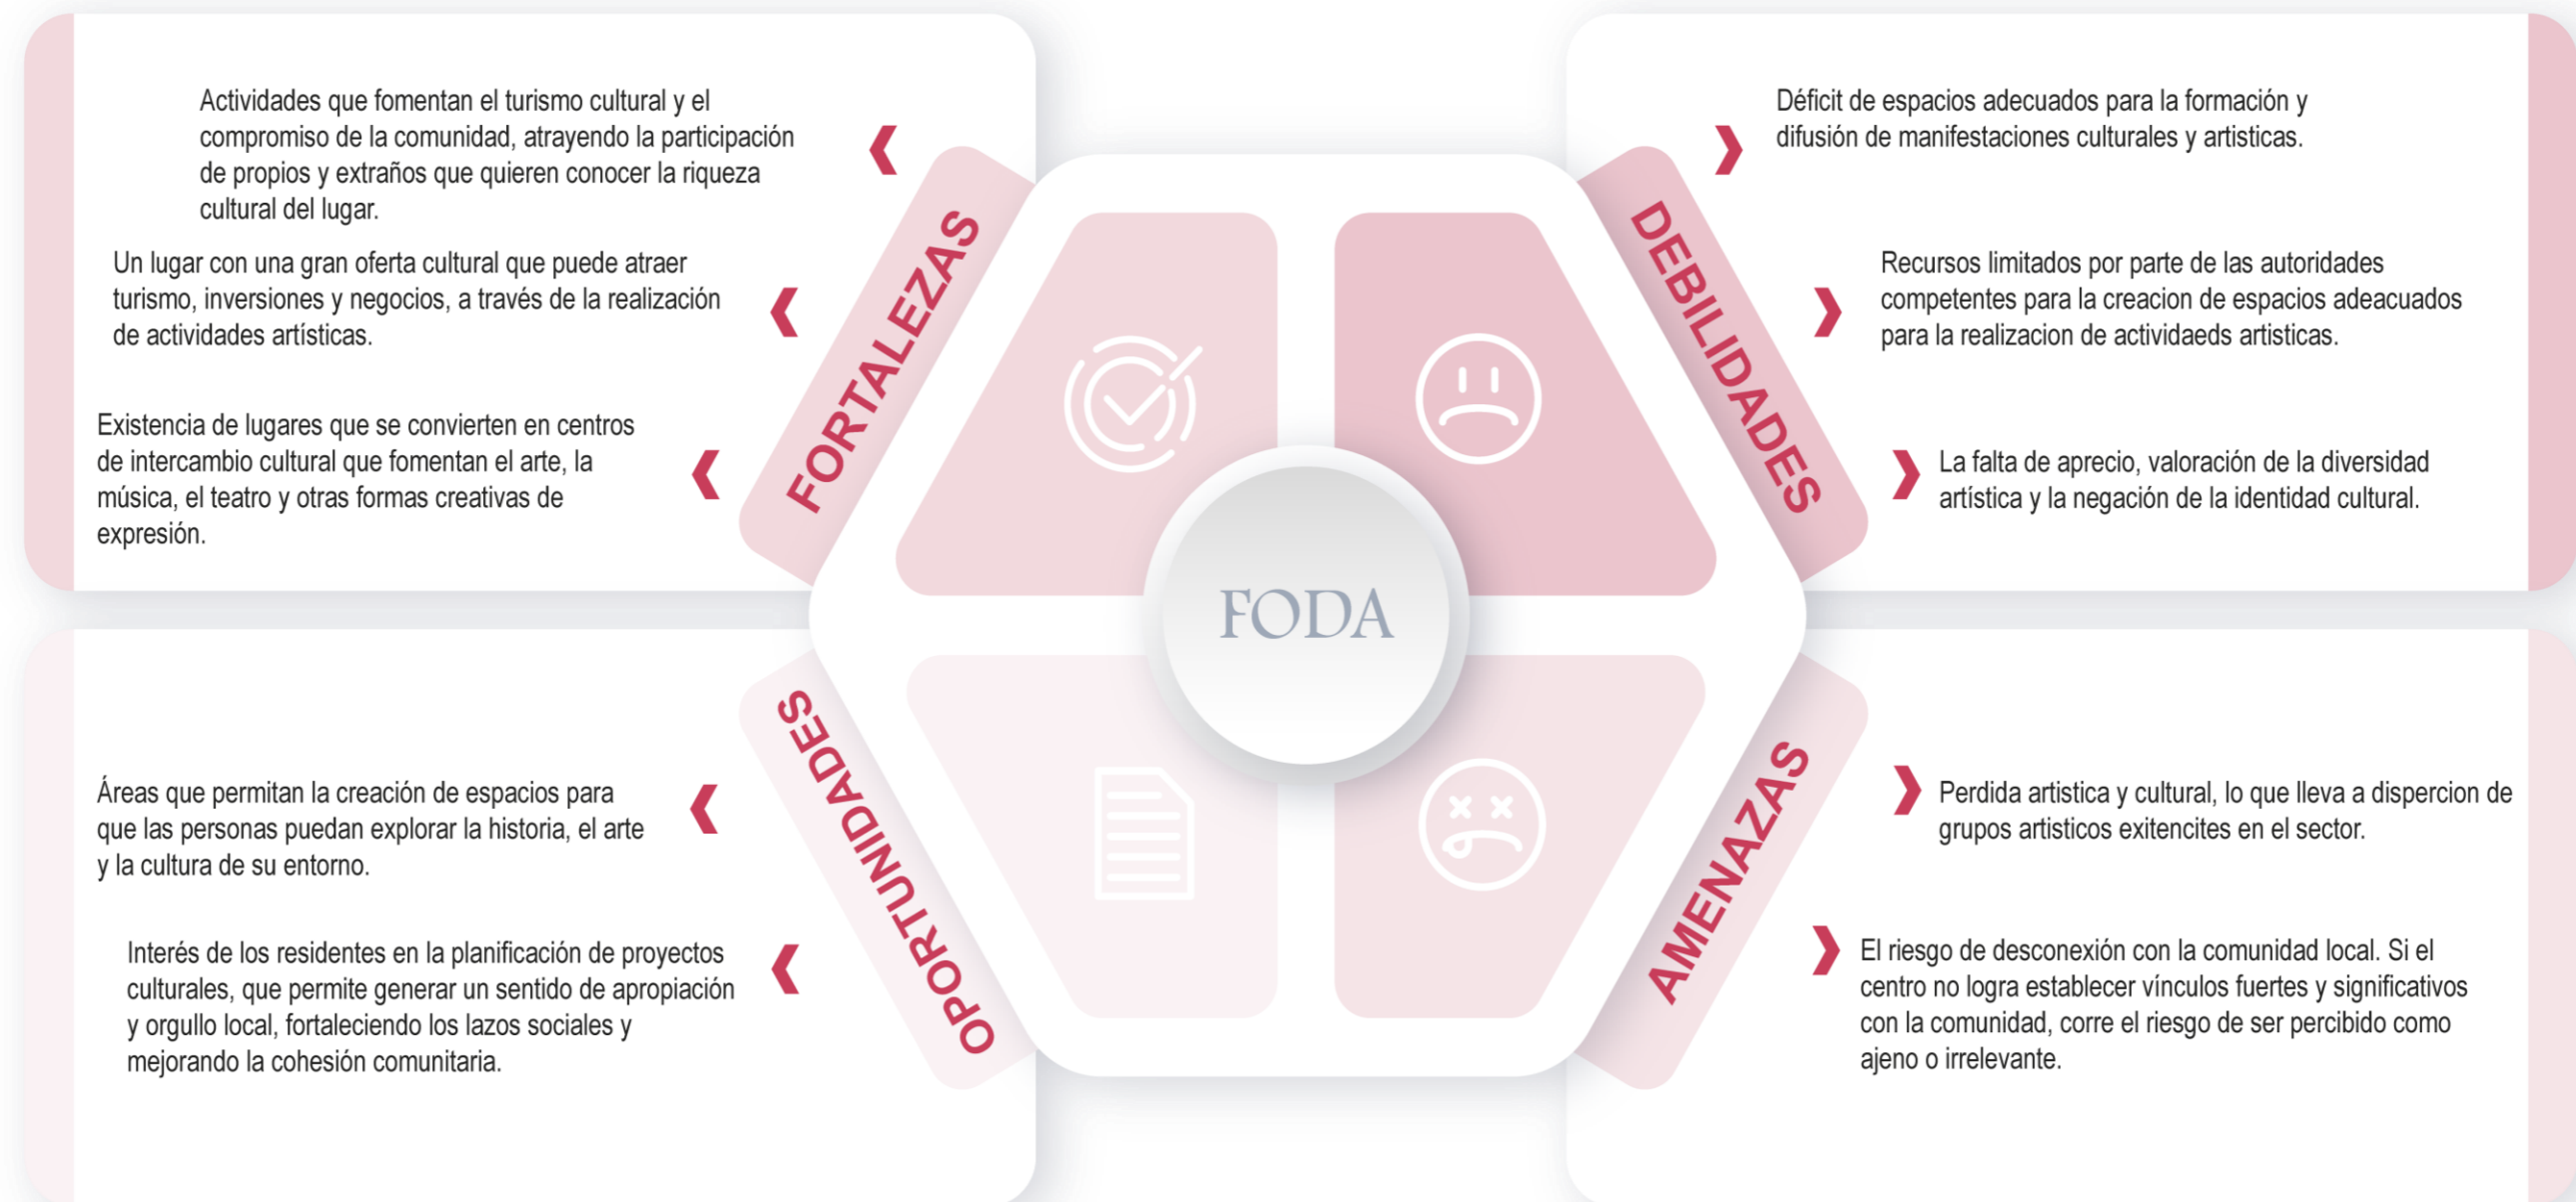 Actividades que fomentan el turismo cultural y el
compromiso de la comunidad, atrayendo la participación
de propios y extraños que quieren conocer la riqueza
cultural del lugar.
Un lugar con una gran oferta cultural que puede atraer
turismo, inversiones y negocios, a través de la realización
de actividades artísticas.
Existencia de lugares que se convierten en centros
de intercambio cultural que fomentan el arte, la
música, el teatro y otras formas creativas de
expresión.
FORTALEZAS
DEBILIDADES
Déficit de espacios adecuados para la formación y
difusión de manifestaciones culturales y artisticas.
Recursos limitados por parte de las autoridades
competentes para la creacion de espacios adeacuados
para la realizacion de actividaeds artisticas.
La falta de aprecio, valoración de la diversidad
artística y la negación de la identidad cultural.
FODA
Áreas que permitan la creación de espacios para
que las personas puedan explorar la historia, el arte
y la cultura de su entorno.
Interés de los residentes en la planificación de proyectos
culturales, que permite generar un sentido de apropiación
y orgullo local, fortaleciendo los lazos sociales y
mejorando la cohesión comunitaria.
OPORTUNIDADES
AMENAZAS
Perdida artistica y cultural, lo que lleva a dispercion de
grupos artisticos exitencites en el sector.
El riesgo de desconexión con la comunidad local. Si el
centro no logra establecer vínculos fuertes y significativos
con la comunidad, corre el riesgo de ser percibido como
ajeno o irrelevante.